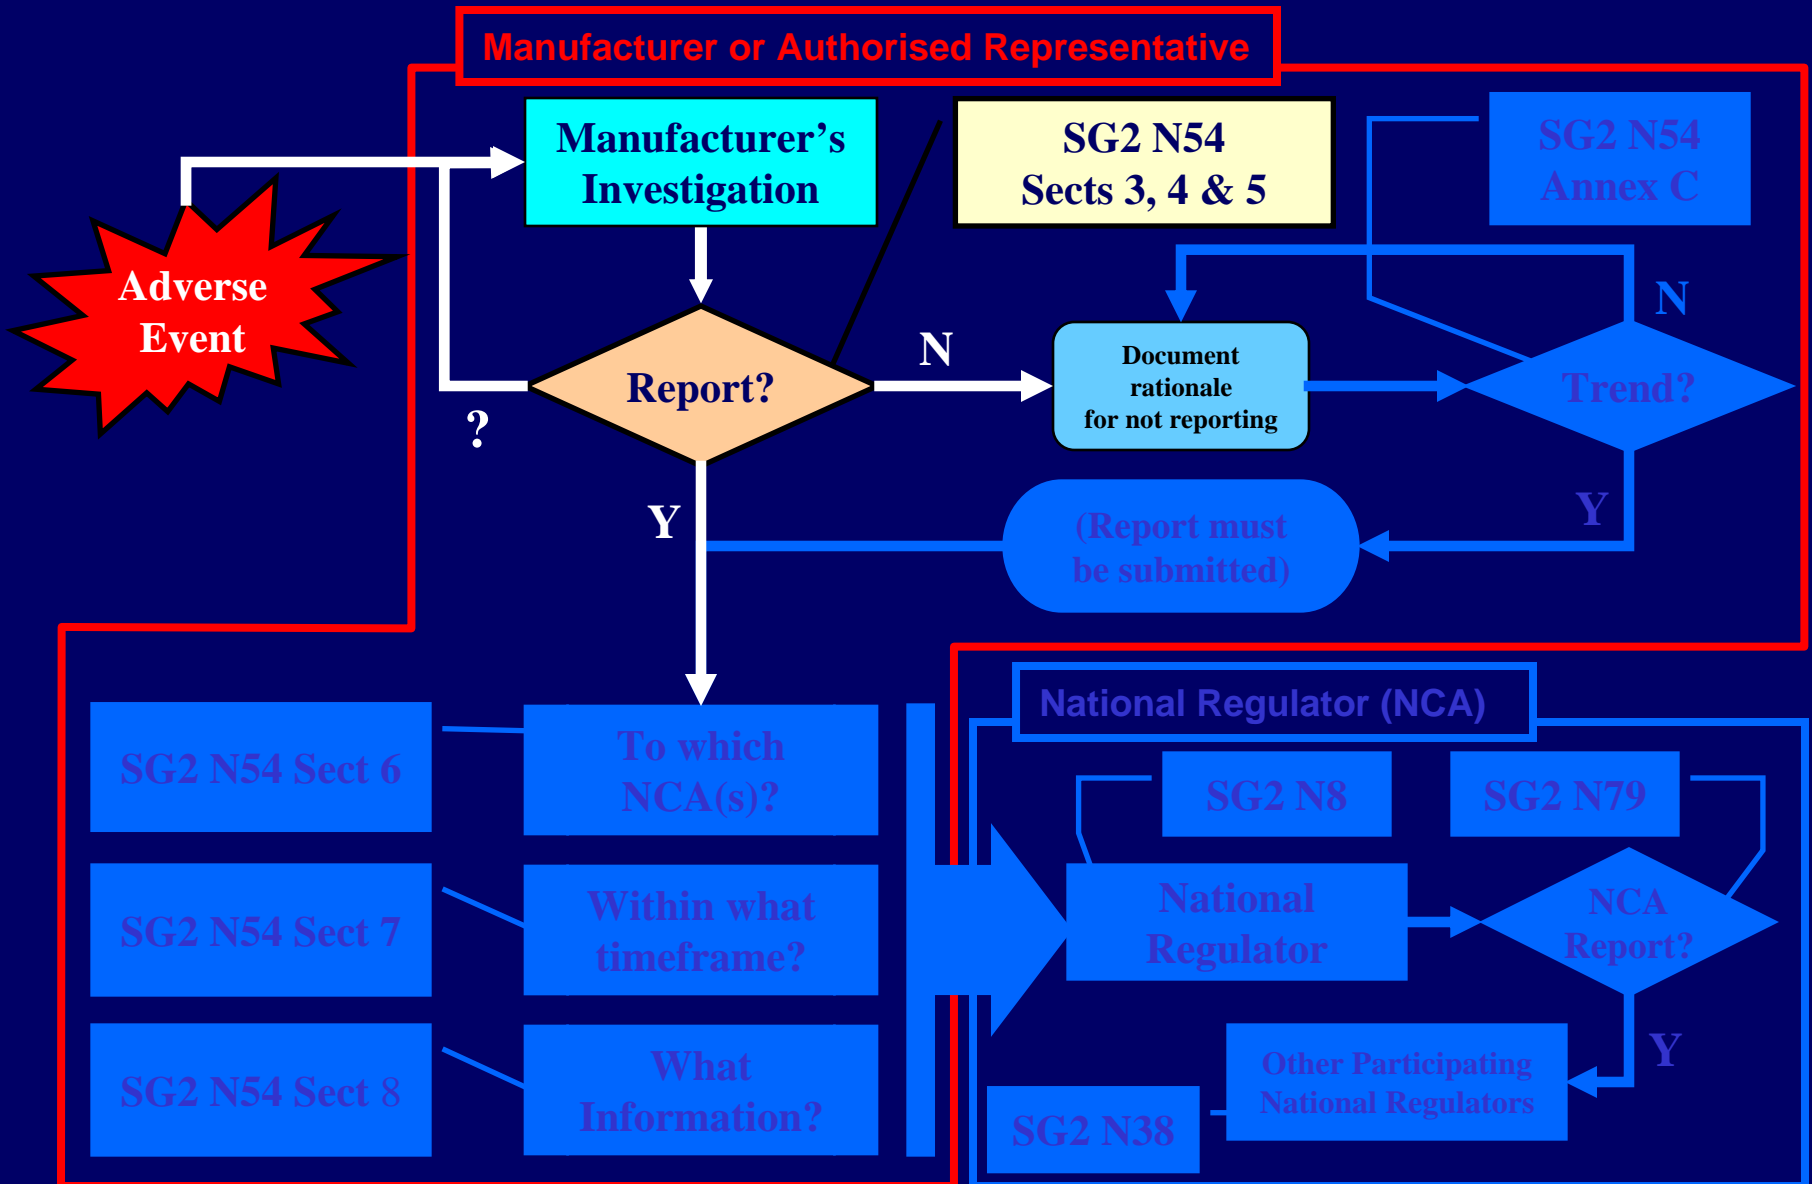 Manufacturer or Authorised Representative
Manufacturer’s
Investigation
SG2 N54
Sects 3, 4 & 5
SG2 N54
Annex C
Adverse
Event
Report?
?
N
Y
Document
rationale
for not reporting
Trend?
N
Y
(Report must
be submitted)
SG2 N54 Sect 6
To which
NCA(s)?
SG2 N54 Sect 7
Within what
timeframe?
SG2 N54 Sect 8
What
Information?
National Regulator (NCA)
SG2 N8
SG2 N79
National
Regulator
NCA
Report?
Y
Other Participating
National Regulators
SG2 N38